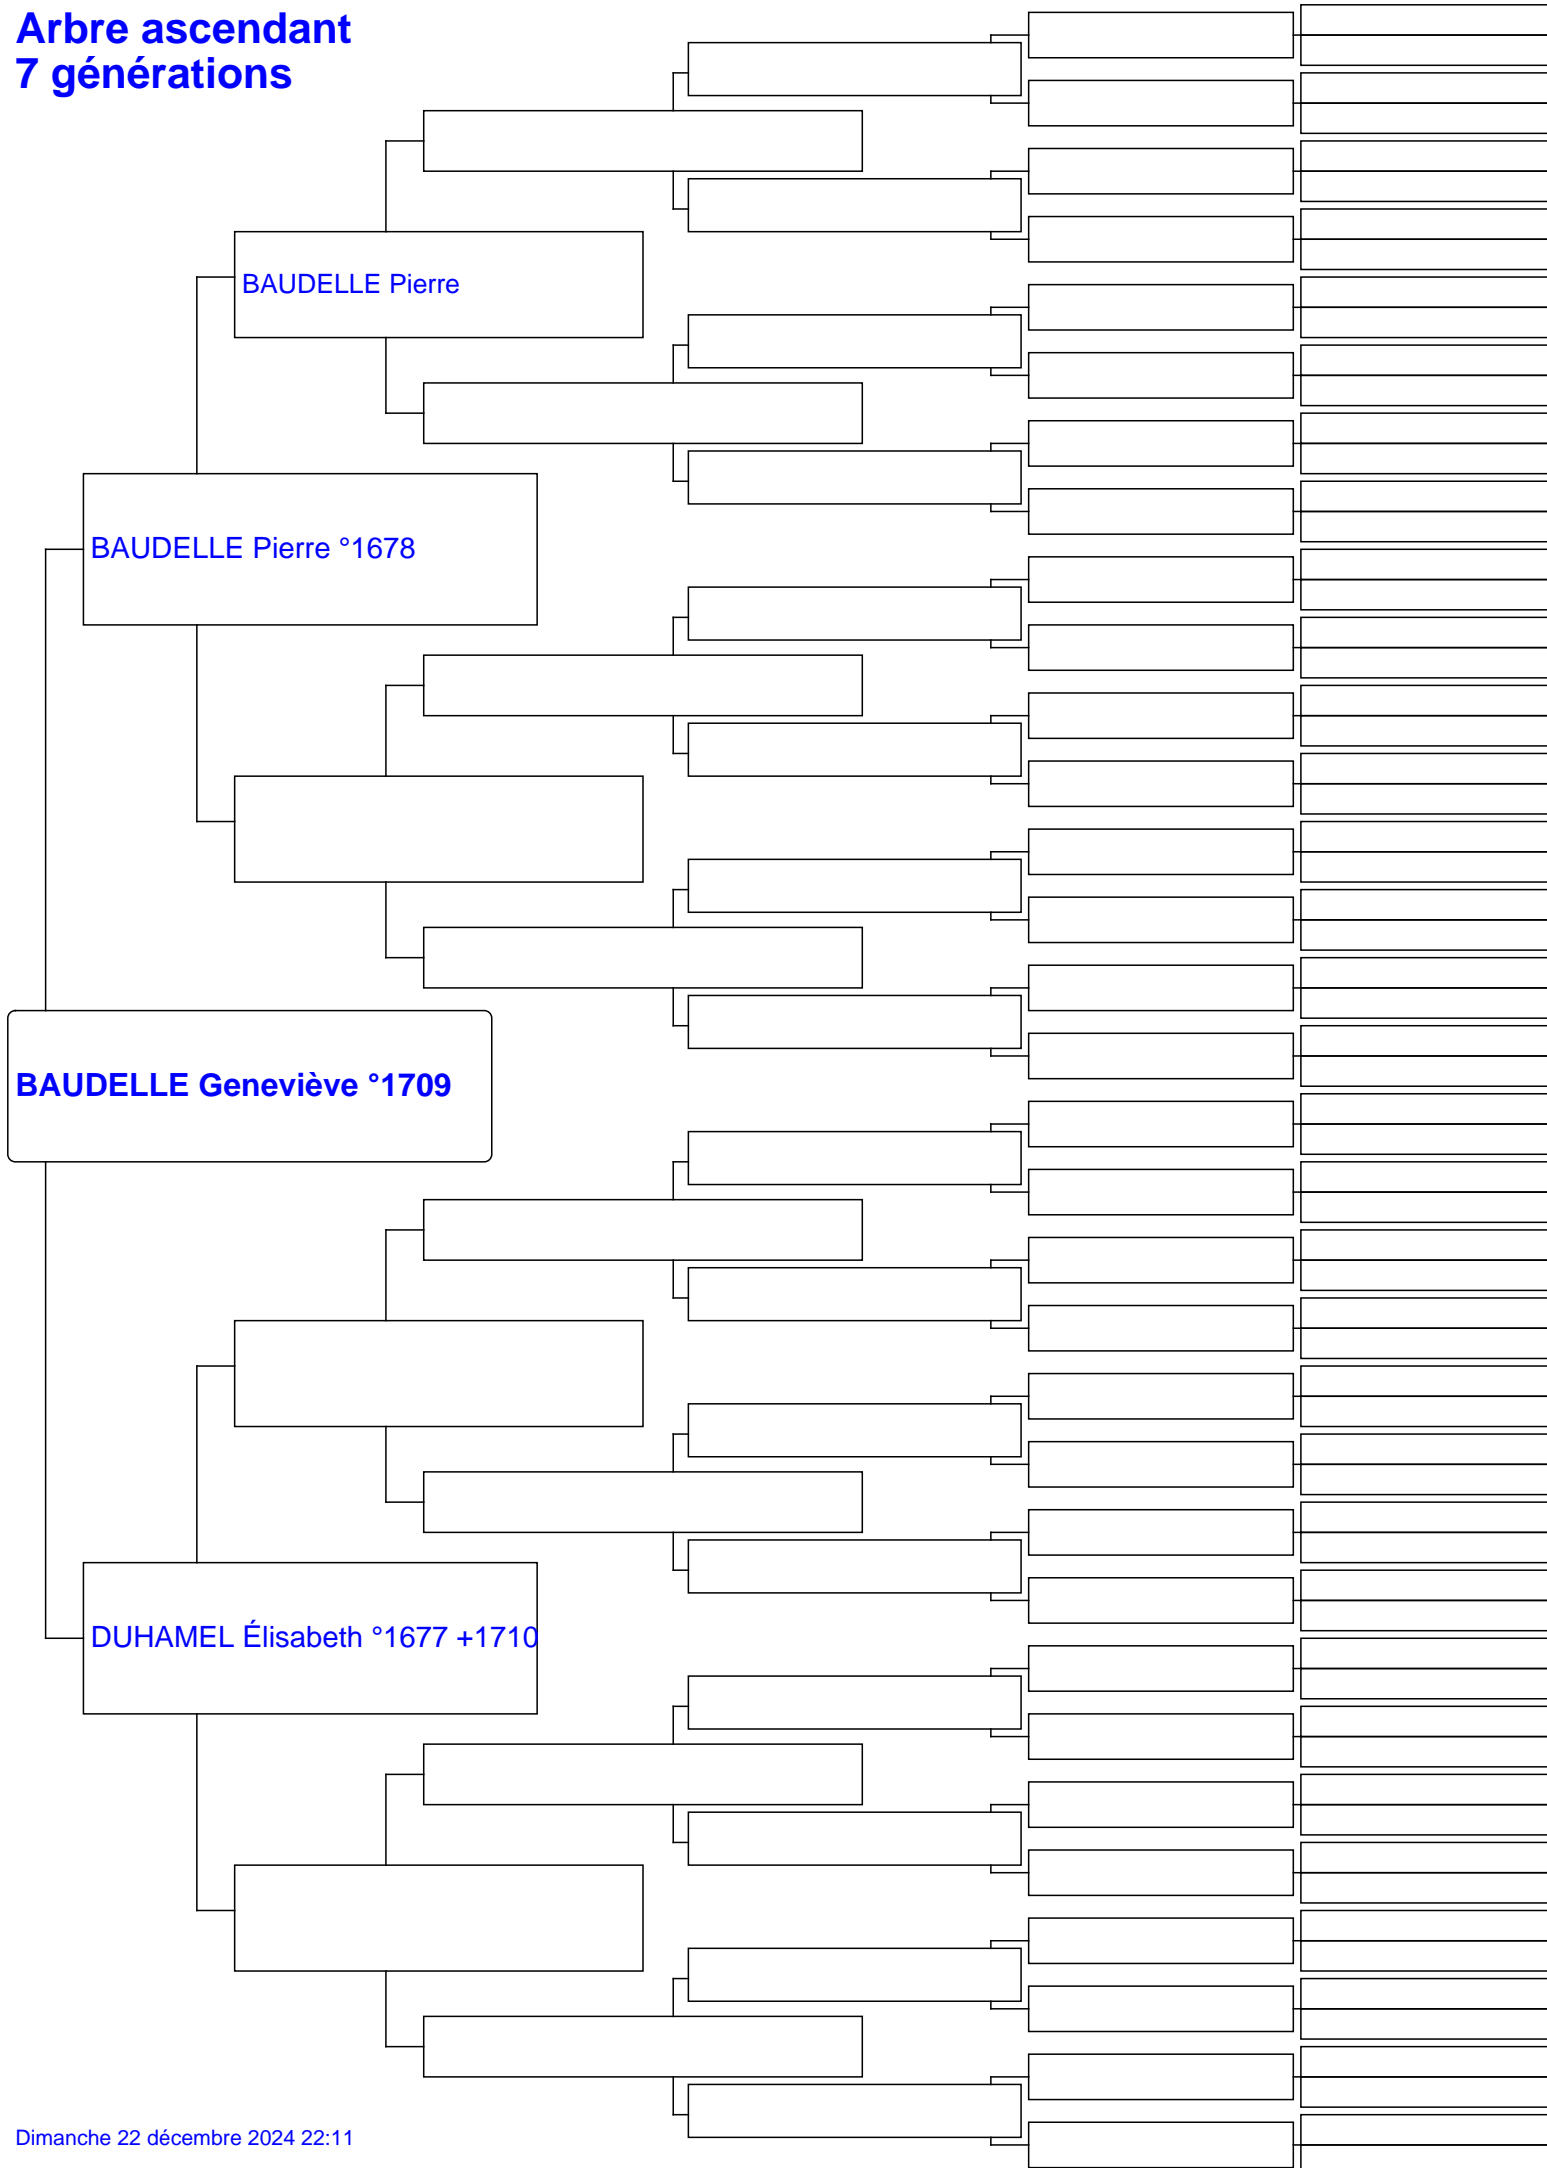 Arbre ascendant
7 générations
BAUDELLE Pierre
BAUDELLE Pierre °1678
BAUDELLE Geneviève °1709
DUHAMEL Élisabeth °1677 +1710
Dimanche 22 décembre 2024 22:11